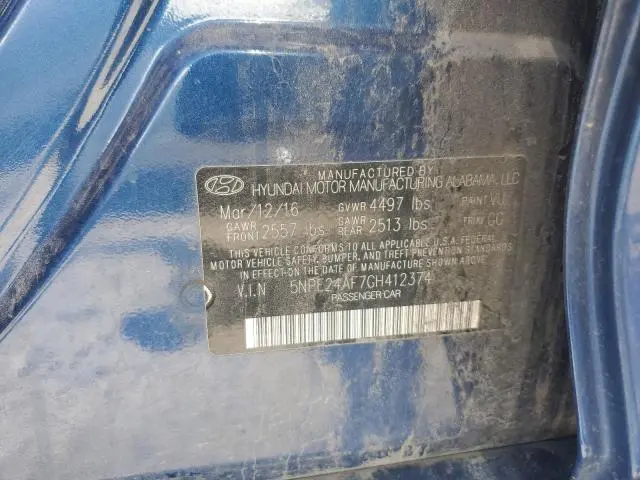 MANUFACTURED BY
HYUNDAI MOTOR MANUFACTURING ALABAMA, LLC
Mar/12/16 GVWR 4497 lbs PAINT
GAWR FRONT 2557 lbs. GAWR REAR 2513 lbs. TRIM
THIS VEHICLE CONFORMS TO ALL APPLICABLE U.S.A. FEDERAL
MOTOR VEHICLE SAFETY, BUMPER, AND THEFT PREVENTION STANDARDS
IN EFFECT ON THE DATE OF MANUFACTURE SHOWN ABOVE
V.I.N 5NPE24AF7GH412374
PASSENGER CAR